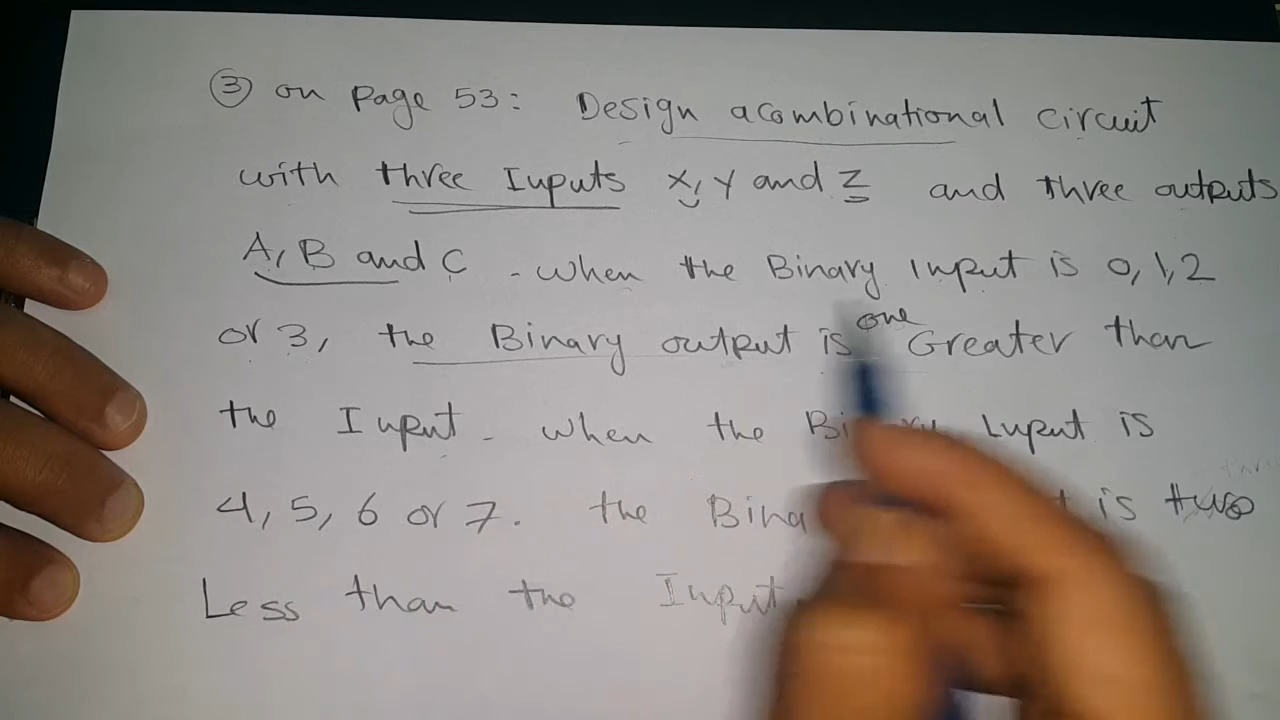 ③ on page 53: Design acombinational circuit
with three Inputs X, Y and Z and three outputs
A, B and C - when the Binary Input is 0, 1, 2
or 3, the Binary output is one Greater than
the Input - when the Input is
4, 5, 6 or 7. the is two
Less than the Input